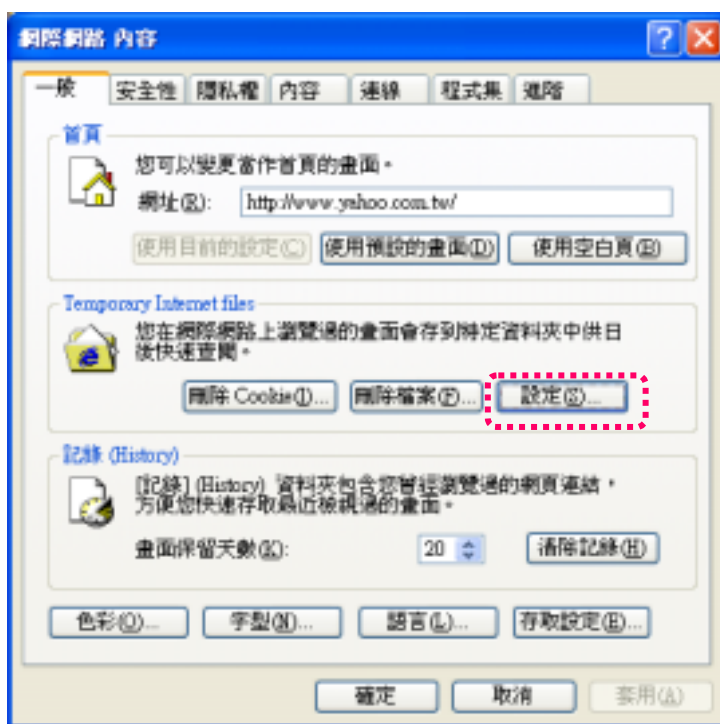 網際網路 內容
一般 安全性 隱私權 內容 連線 程式集 進階
首頁
您可以變更當作首頁的畫面。
網址(R): http://www.yahoo.com.tw/
使用目前的設定(C) 使用預設的畫面(D) 使用空白頁(B)
Temporary Internet files
您在網際網路上瀏覽過的畫面會存到特定資料夾中供日
後快速查閱。
刪除 Cookie(I)... 刪除檔案(F)... 設定(S)...
記錄 (History)
[記錄] (History) 資料夾包含您曾經瀏覽過的網頁連結，
方便您快速存取最近檢視過的畫面。
畫面保留天數(K): 20 清除記錄(H)
色彩(O)... 字型(N)... 語言(L)... 存取設定(E)...
確定 取消 套用(A)